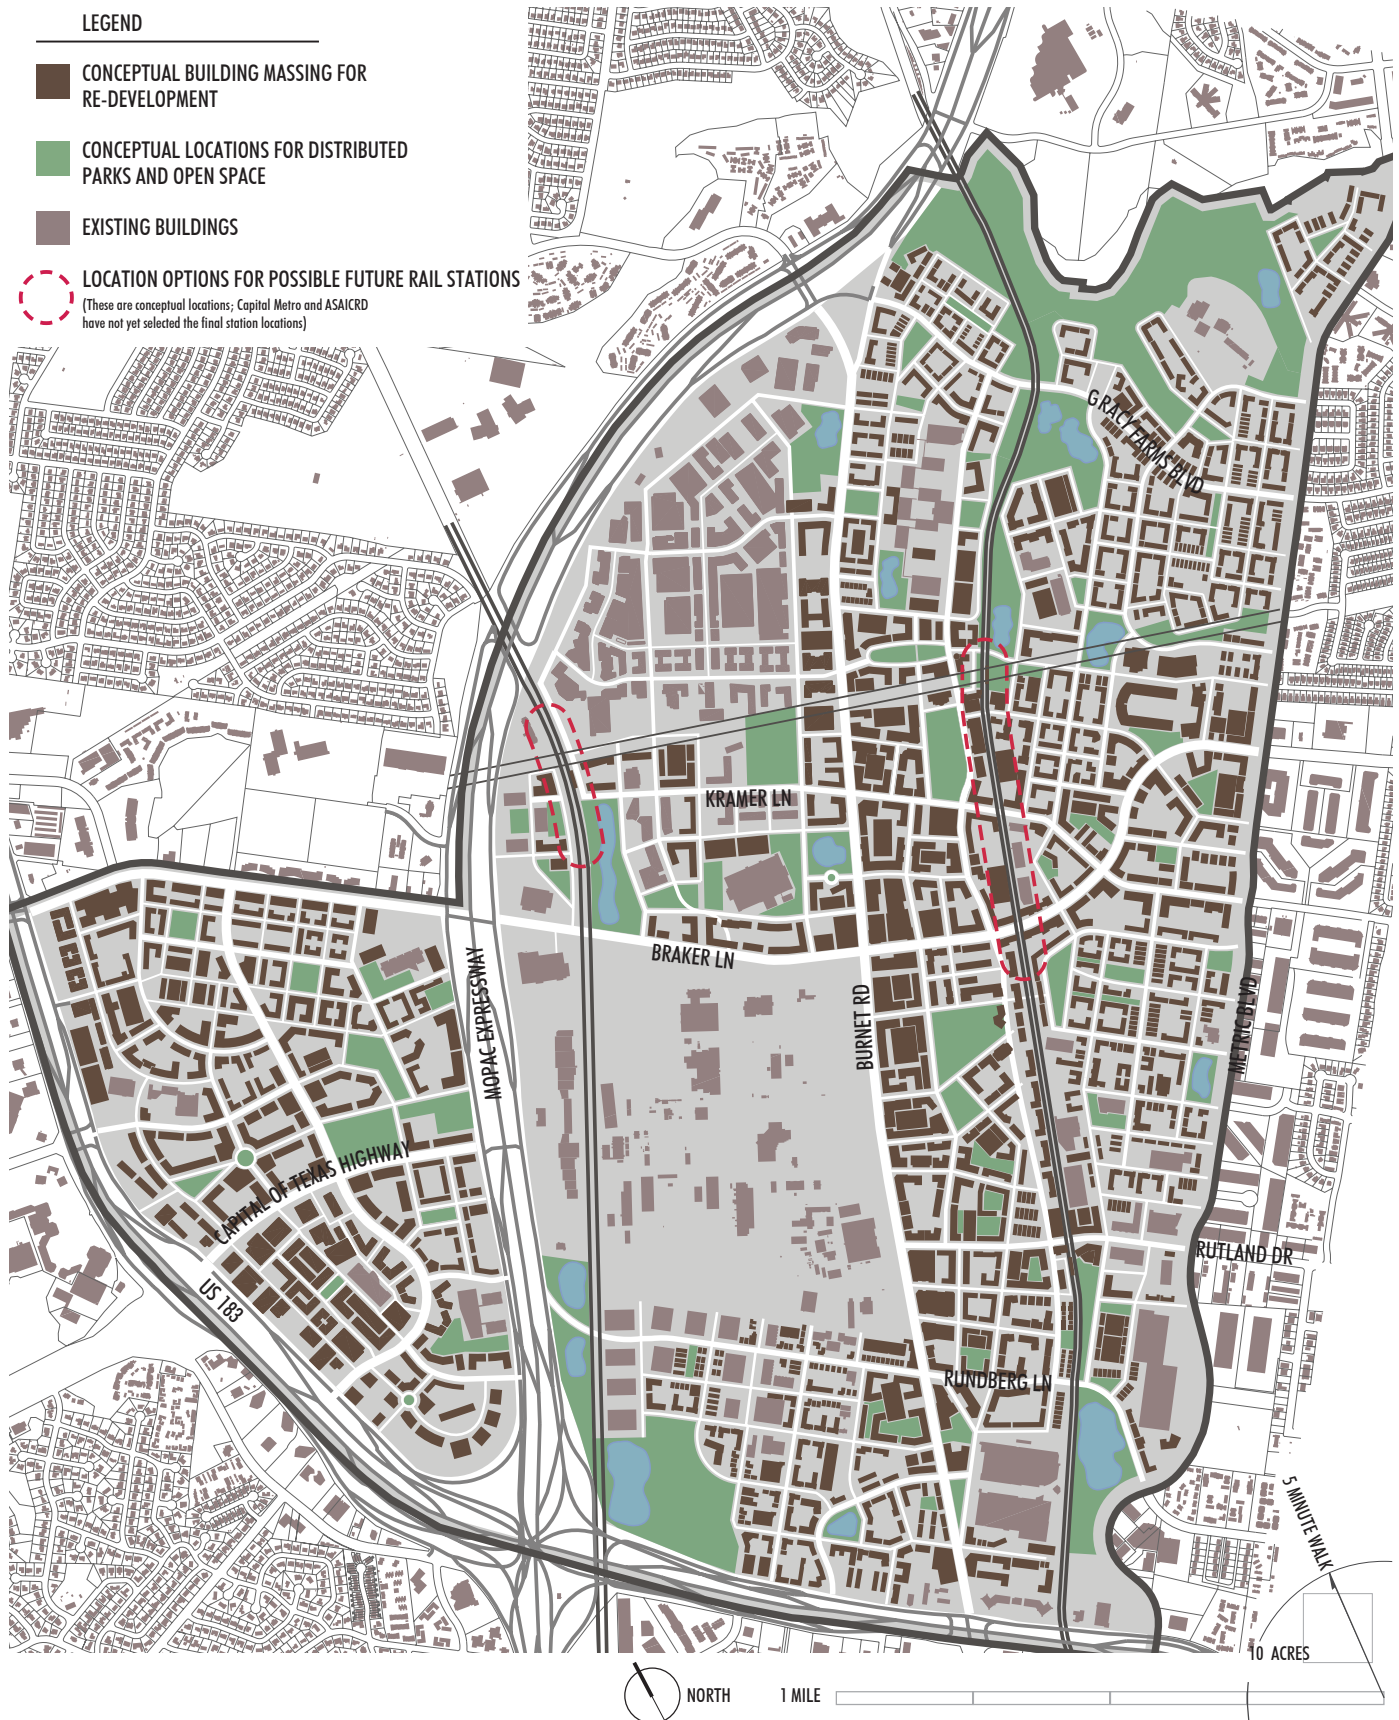 LEGEND
CONCEPTUAL BUILDING MASSING FOR
RE-DEVELOPMENT
CONCEPTUAL LOCATIONS FOR DISTRIBUTED
PARKS AND OPEN SPACE
EXISTING BUILDINGS
LOCATION OPTIONS FOR POSSIBLE FUTURE RAIL STATIONS
(These are conceptual locations; Capital Metro and ASAICRD
have not yet selected the final station locations)
GRACY FARMS BLVD
KRAMER LN
BRAKER LN
MOPAC EXPRESSWAY
BURNET RD
METRIC BLVD
CAPITAL OF TEXAS HIGHWAY
RUTLAND DR
US 183
RUNDBERG LN
5 MINUTE WALK
10 ACRES
NORTH
1 MILE